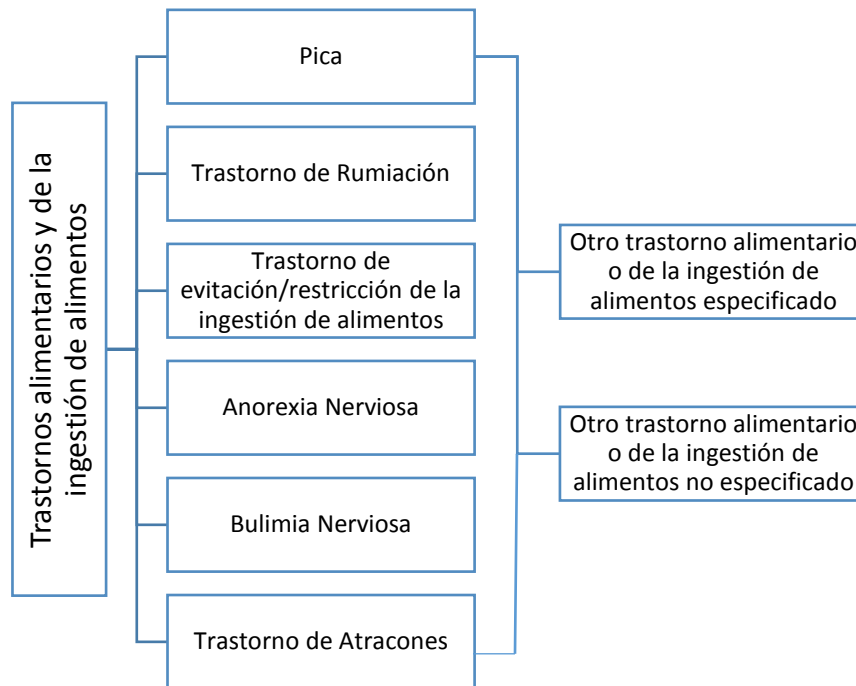 Trastornos alimentarios y de la
ingestión de alimentos
Pica
Trastorno de Rumiación
Trastorno de
evitación/restricción de la
ingestión de alimentos
Anorexia Nerviosa
Bulimia Nerviosa
Trastorno de Atracones
Otro trastorno alimentario
o de la ingestión de
alimentos especificado
Otro trastorno alimentario
o de la ingestión de
alimentos no especificado